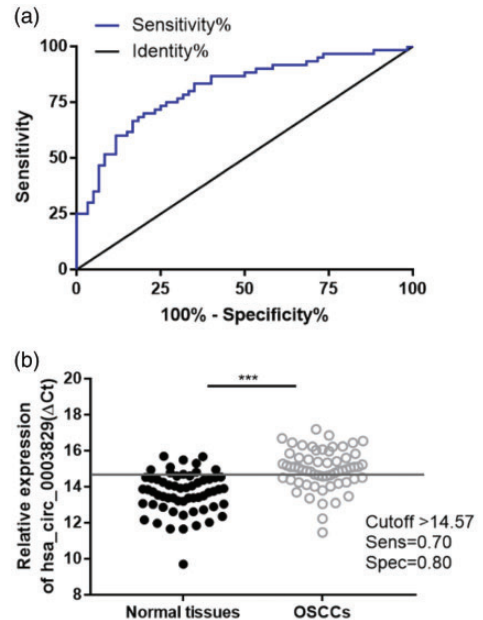 (a)
Sensitivity%
Identity%
100
75
50
25
0
Sensitivity
0
25
50
75
100
100% - Specificity%
(b)
***
20
18
16
14
12
10
8
Relative expression
of hsa_circ_0003829(ΔCt)
Cutoff >14.57
Sens=0.70
Spec=0.80
Normal tissues
OSCCs